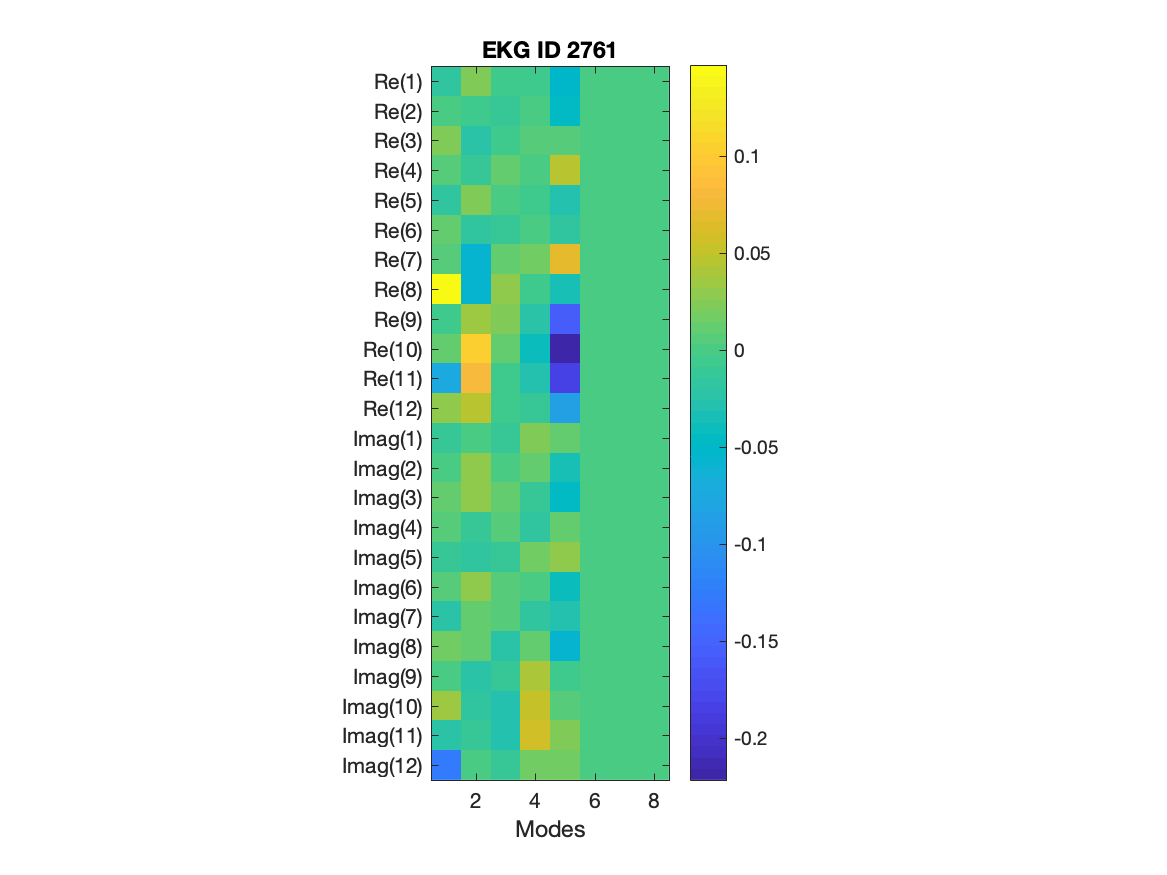 EKG ID 2761
Re(1)
Re(2)
Re(3)
Re(4)
Re(5)
Re(6)
Re(7)
Re(8)
Re(9)
Re(10)
Re(11)
Re(12)
Imag(1)
Imag(2)
Imag(3)
Imag(4)
Imag(5)
Imag(6)
Imag(7)
Imag(8)
Imag(9)
Imag(10)
Imag(11)
Imag(12)
2 4 6 8
Modes
0.1
0.05
0
-0.05
-0.1
-0.15
-0.2